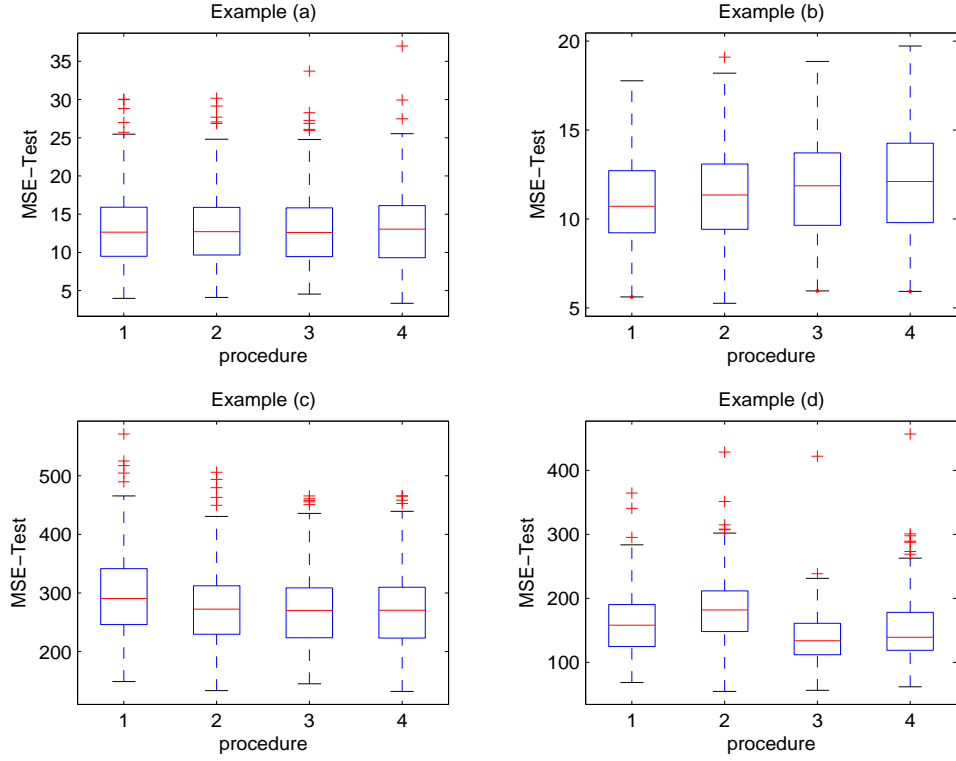 Example (a)
MSE−Test
35
30
25
20
15
10
5
1 2 3 4
procedure
Example (b)
MSE−Test
20
15
10
5
1 2 3 4
procedure
Example (c)
MSE−Test
500
400
300
200
1 2 3 4
procedure
Example (d)
MSE−Test
400
300
200
100
1 2 3 4
procedure